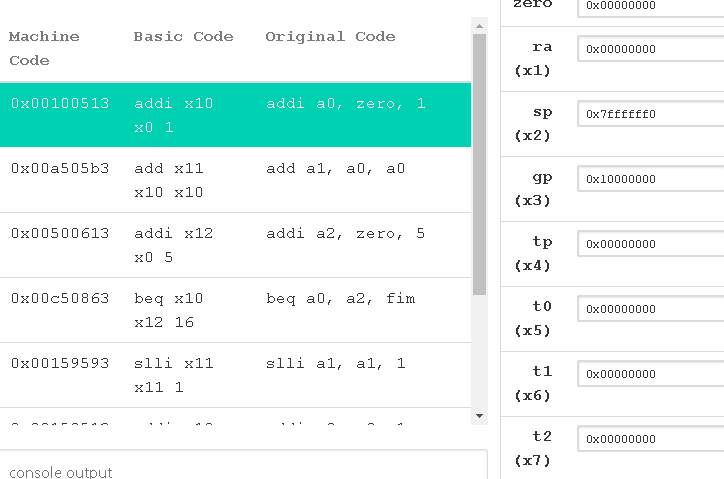 Machine Code Basic Code Original Code
0x00100513 addi x10 x0 1 addi a0, zero, 1
0x00a505b3 add x11 x10 x10 add a1, a0, a0
0x00500613 addi x12 x0 5 addi a2, zero, 5
0x00c50863 beq x10 x12 16 beq a0, a2, fim
0x00159593 slli x11 x11 1 slli a1, a1, 1
console output
zero 0x00000000
ra (x1) 0x00000000
sp (x2) 0x7ffffff0
gp (x3) 0x10000000
tp (x4) 0x00000000
t0 (x5) 0x00000000
t1 (x6) 0x00000000
t2 (x7) 0x00000000